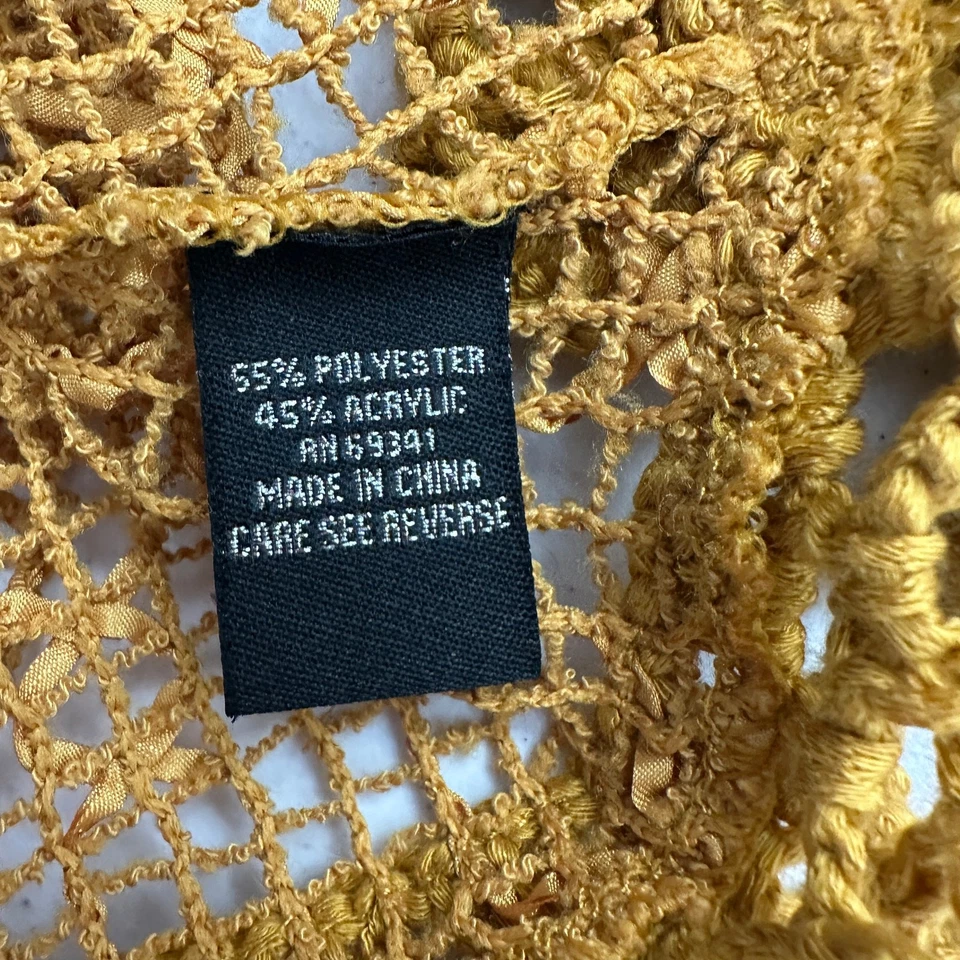 55% POLYESTER
45% ACRYLIC
RN 69341
MADE IN CHINA
CARE SEE REVERSE